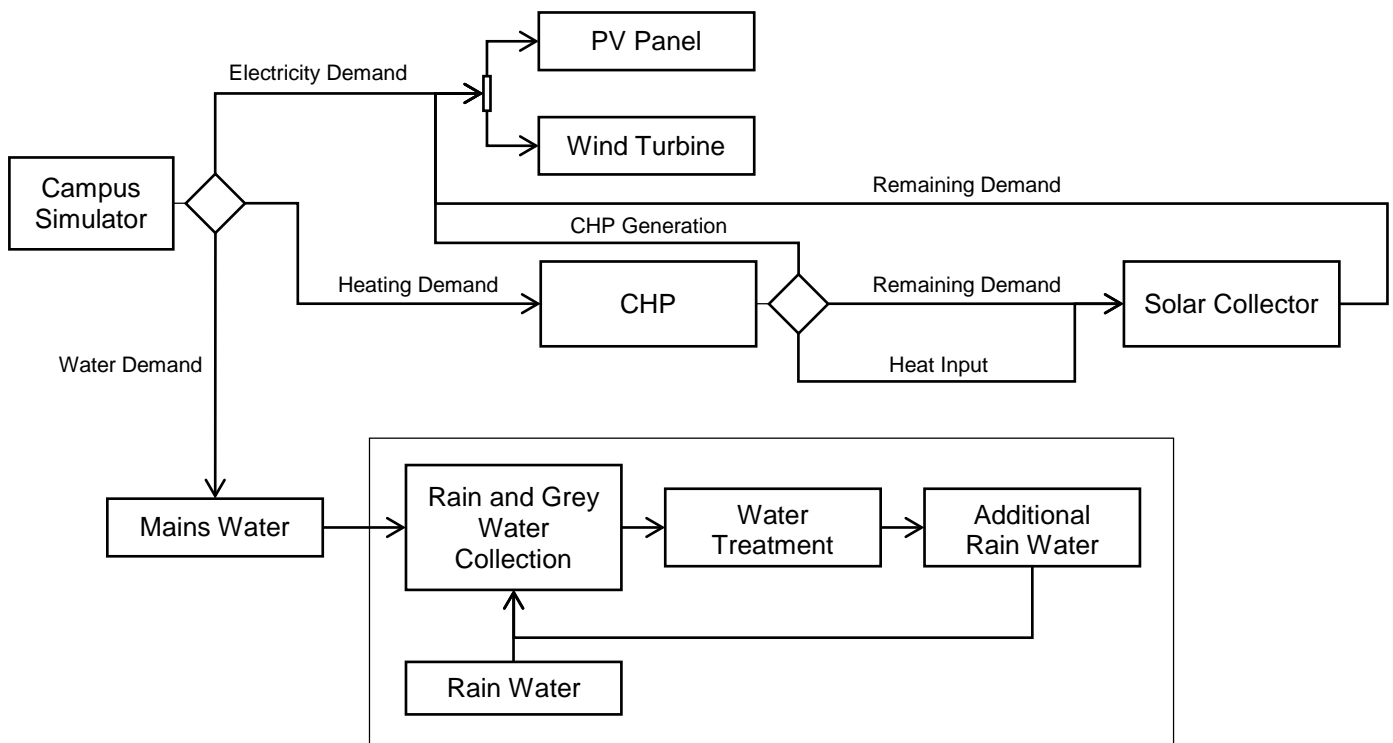 PV Panel
Electricity Demand
Wind Turbine
Campus
Simulator
Remaining Demand
CHP Generation
Heating Demand
CHP
Remaining Demand
Solar Collector
Water Demand
Heat Input
Mains Water
Rain and Grey
Water
Collection
Water
Treatment
Additional
Rain Water
Rain Water